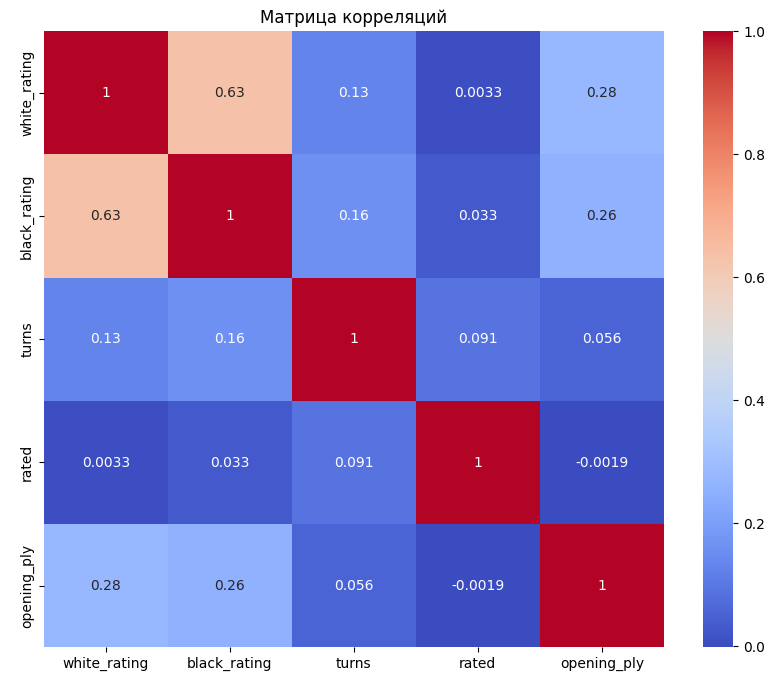 Матрица корреляций
white_rating 1 0.63 0.13 0.0033 0.28
black_rating 0.63 1 0.16 0.033 0.26
turns 0.13 0.16 1 0.091 0.056
rated 0.0033 0.033 0.091 1 -0.0019
opening_ply 0.28 0.26 0.056 -0.0019 1
white_rating black_rating turns rated opening_ply
1.0
0.8
0.6
0.4
0.2
0.0